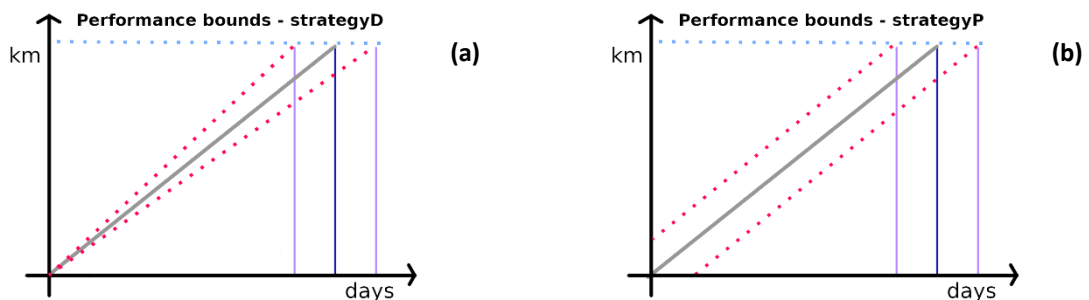 Performance bounds - strategyD
km
(a)
days
Performance bounds - strategyP
km
(b)
days